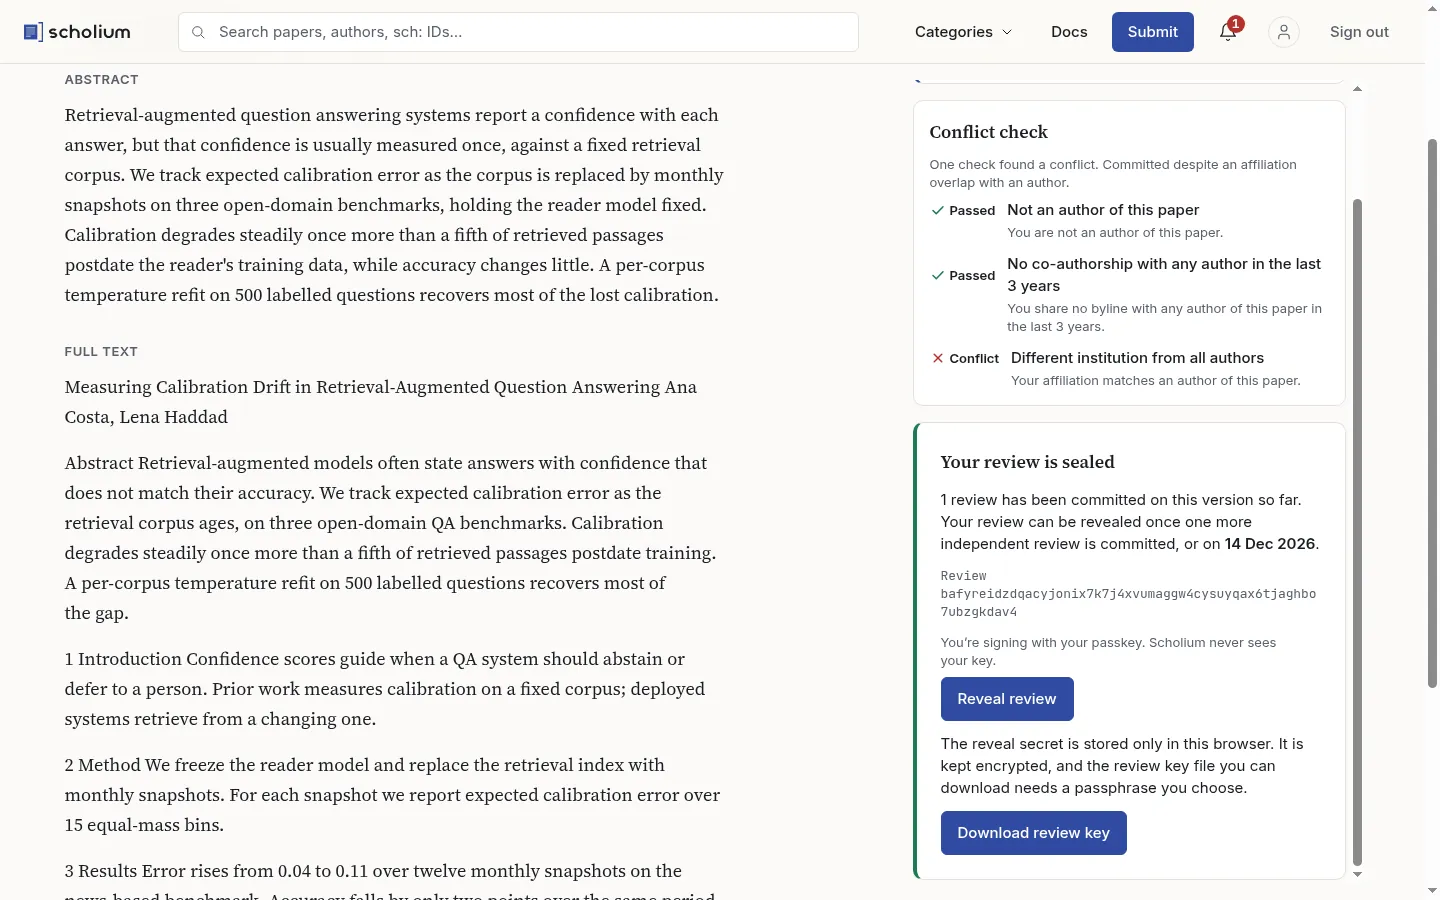 scholium
Search papers, authors, sch: IDs...
Categories
Docs
Submit
1
Sign out
ABSTRACT
Retrieval-augmented question answering systems report a confidence with each
answer, but that confidence is usually measured once, against a fixed retrieval
corpus. We track expected calibration error as the corpus is replaced by monthly
snapshots on three open-domain benchmarks, holding the reader model fixed.
Calibration degrades steadily once more than a fifth of retrieved passages
postdate the reader's training data, while accuracy changes little. A per-corpus
temperature refit on 500 labelled questions recovers most of the lost calibration.
FULL TEXT
Measuring Calibration Drift in Retrieval-Augmented Question Answering Ana
Costa, Lena Haddad
Abstract Retrieval-augmented models often state answers with confidence that
does not match their accuracy. We track expected calibration error as the
retrieval corpus ages, on three open-domain QA benchmarks. Calibration
degrades steadily once more than a fifth of retrieved passages postdate training.
A per-corpus temperature refit on 500 labelled questions recovers most of
the gap.
1 Introduction Confidence scores guide when a QA system should abstain or
defer to a person. Prior work measures calibration on a fixed corpus; deployed
systems retrieve from a changing one.
2 Method We freeze the reader model and replace the retrieval index with
monthly snapshots. For each snapshot we report expected calibration error over
15 equal-mass bins.
3 Results Error rises from 0.04 to 0.11 over twelve monthly snapshots on the
news-based benchmark. Accuracy falls by only two points over the same period.
Conflict check
One check found a conflict. Committed despite an affiliation
overlap with an author.
Passed Not an author of this paper
You are not an author of this paper.
Passed No co-authorship with any author in the last
3 years
You share no byline with any author of this paper in
the last 3 years.
Conflict Different institution from all authors
Your affiliation matches an author of this paper.
Your review is sealed
1 review has been committed on this version so far.
Your review can be revealed once one more
independent review is committed, or on 14 Dec 2026.
Review
bafyreidzdqacyjonix7k7j4xvumaggw4cysuyqax6tjaghbo
7ubzgkdav4
You're signing with your passkey. Scholium never sees
your key.
Reveal review
The reveal secret is stored only in this browser. It is
kept encrypted, and the review key file you can
download needs a passphrase you choose.
Download review key